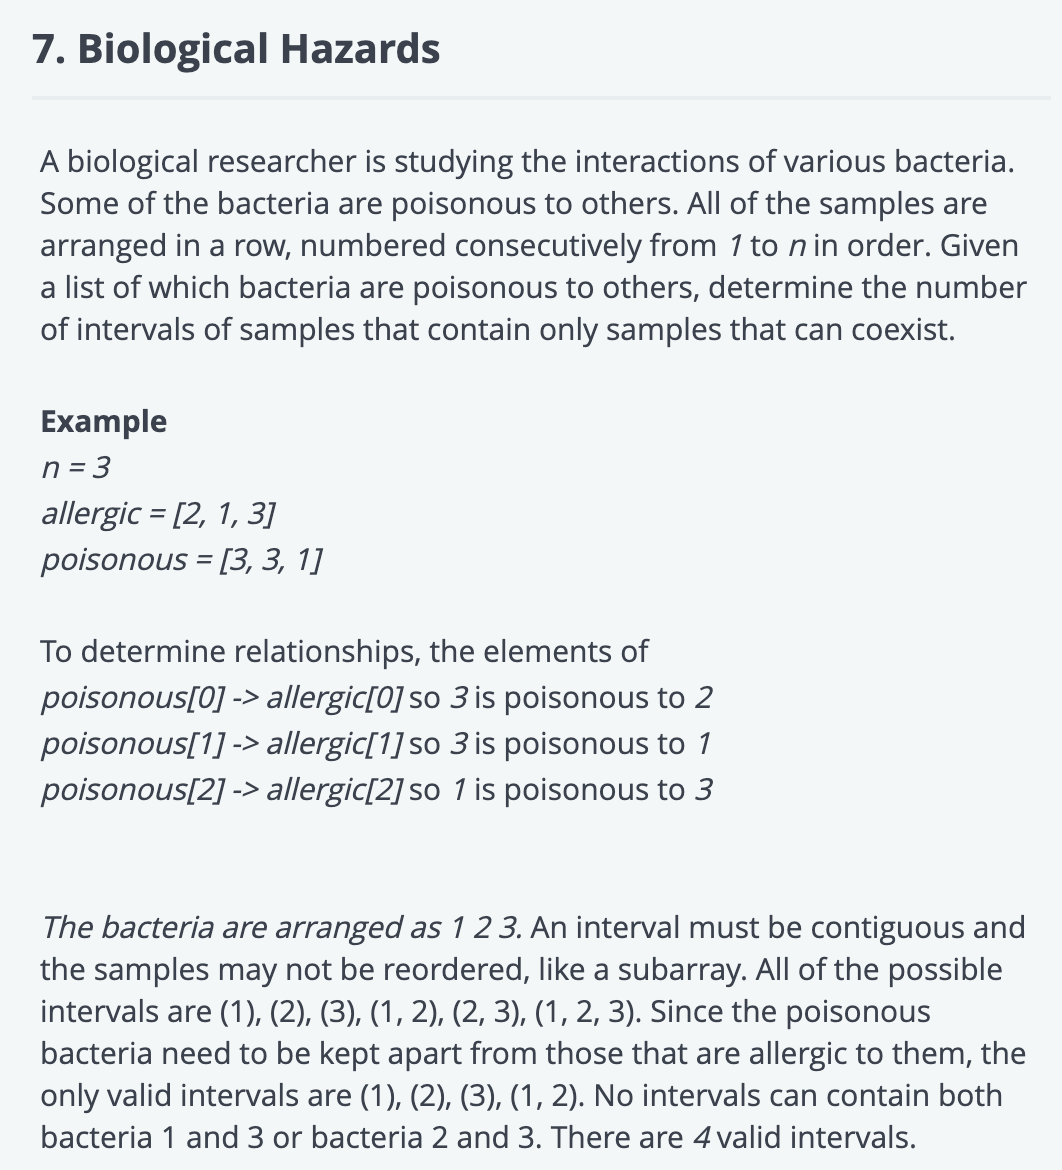 7. Biological Hazards
A biological researcher is studying the interactions of various bacteria.
Some of the bacteria are poisonous to others. All of the samples are
arranged in a row, numbered consecutively from 1 to n in order. Given
a list of which bacteria are poisonous to others, determine the number
of intervals of samples that contain only samples that can coexist.
Example
n = 3
allergic = [2, 1, 3]
poisonous = [3, 3, 1]
To determine relationships, the elements of
poisonous[0] -> allergic[0] so 3 is poisonous to 2
poisonous[1] -> allergic[1] so 3 is poisonous to 1
poisonous[2] -> allergic[2] so 1 is poisonous to 3
The bacteria are arranged as 1 2 3. An interval must be contiguous and
the samples may not be reordered, like a subarray. All of the possible
intervals are (1), (2), (3), (1, 2), (2, 3), (1, 2, 3). Since the poisonous
bacteria need to be kept apart from those that are allergic to them, the
only valid intervals are (1), (2), (3), (1, 2). No intervals can contain both
bacteria 1 and 3 or bacteria 2 and 3. There are 4 valid intervals.